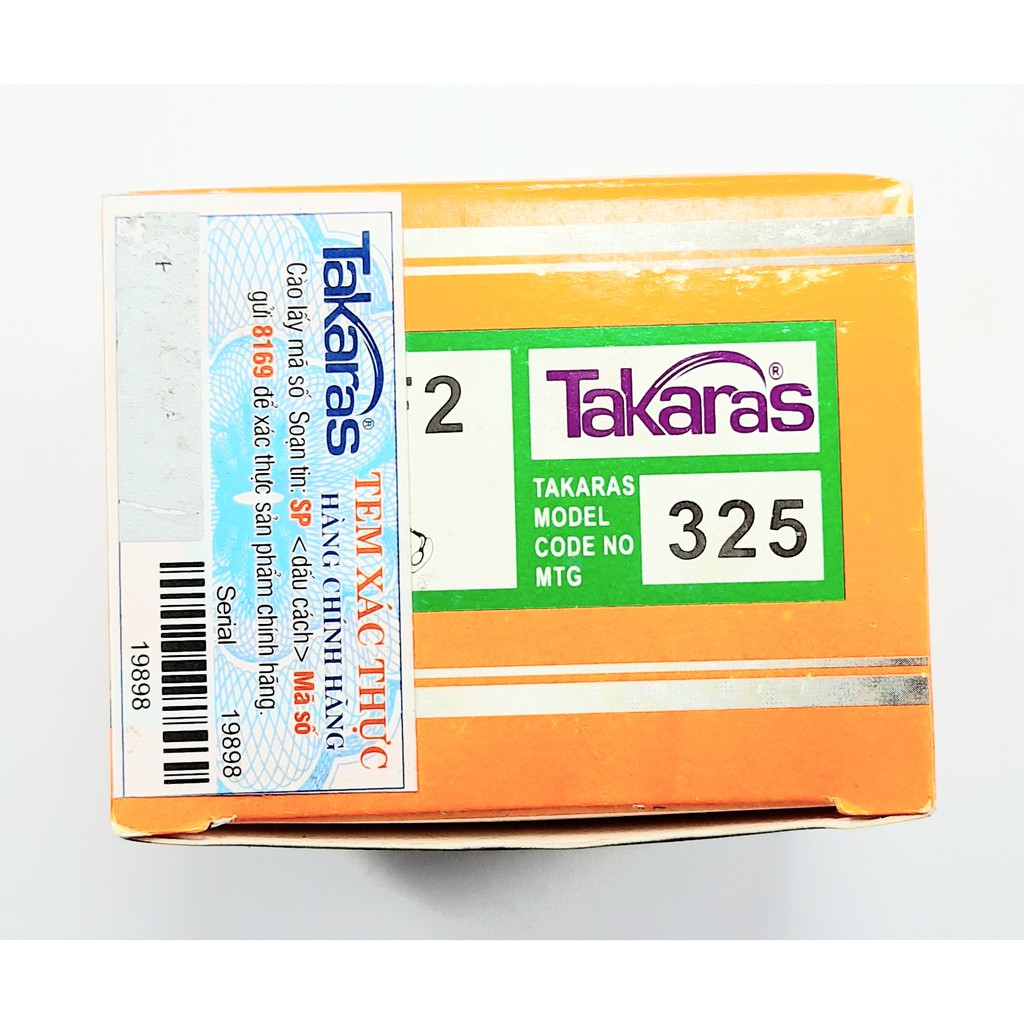 Takaras®
TEM XÁC THỰC
HÀNG CHÍNH HÃNG
Cào lấy mã số Soạn tin: SP <dấu cách> Mã số
gửi 8169 để xác thực sản phẩm chính hãng.
Serial 19898
19898
2
Takaras®
TAKARAS
MODEL
CODE NO
MTG
325